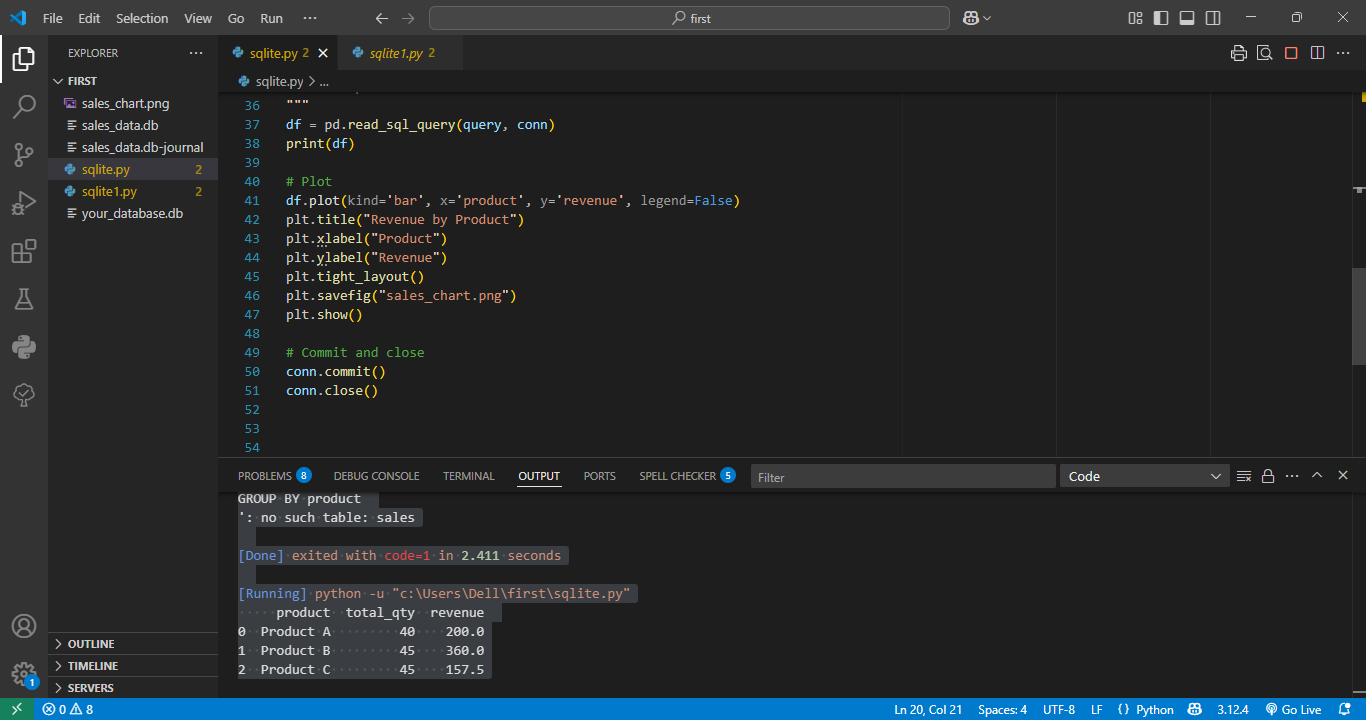 File Edit Selection View Go Run ··· first
EXPLORER ···
sqlite.py 2 sqlite1.py 2
FIRST
sales_chart.png
sales_data.db
sales_data.db-journal
sqlite.py 2
sqlite1.py 2
your_database.db
OUTLINE
TIMELINE
SERVERS
1
sqlite.py > ...
36 """
37 df = pd.read_sql_query(query, conn)
38 print(df)
39
40 # Plot
41 df.plot(kind='bar', x='product', y='revenue', legend=False)
42 plt.title("Revenue by Product")
43 plt.xlabel("Product")
44 plt.ylabel("Revenue")
45 plt.tight_layout()
46 plt.savefig("sales_chart.png")
47 plt.show()
48
49 # Commit and close
50 conn.commit()
51 conn.close()
52
53
54
PROBLEMS 8 DEBUG CONSOLE TERMINAL OUTPUT PORTS SPELL CHECKER 5 Filter Code
GROUP BY product
': no such table: sales
[Done] exited with code=1 in 2.411 seconds
[Running] python -u "c:\Users\Dell\first\sqlite.py"
product total_qty revenue
0 Product A 40 200.0
1 Product B 45 360.0
2 Product C 45 157.5
0 8 Ln 20, Col 21 Spaces: 4 UTF-8 LF {} Python 3.12.4 Go Live